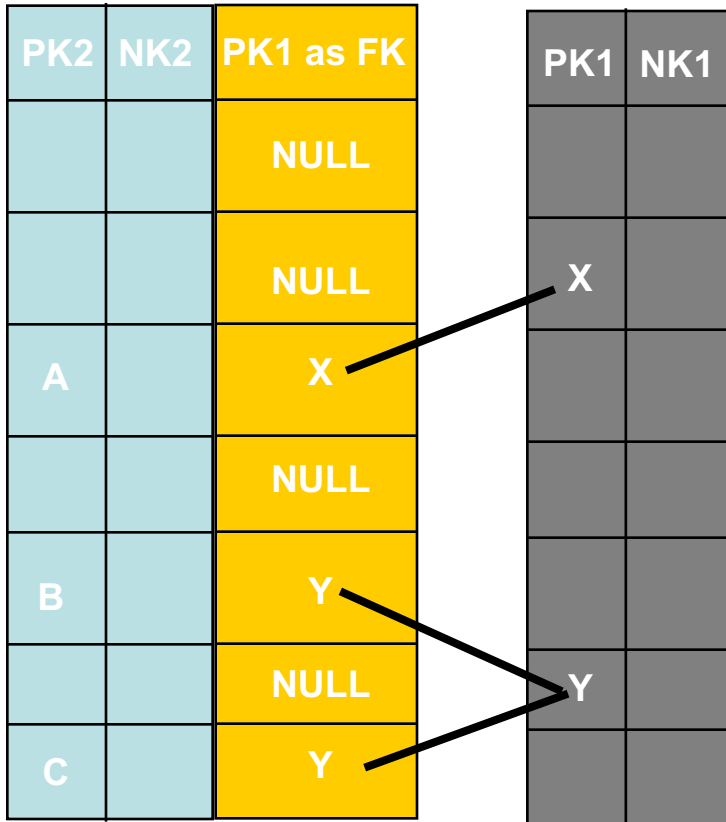 PK2 NK2 PK1 as FK PK1 NK1
NULL
NULL X
A X
NULL
B Y
NULL Y
C Y